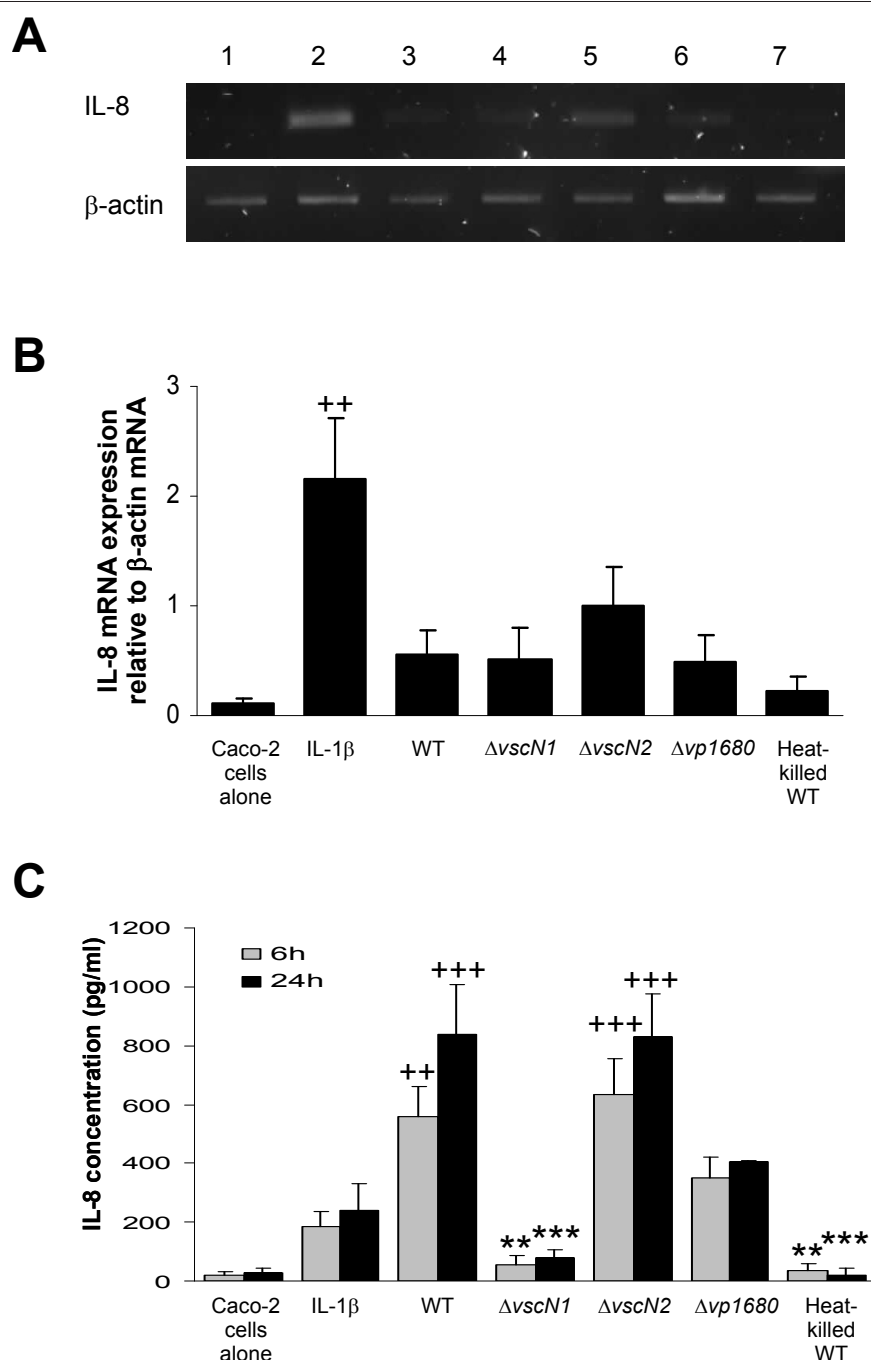 A
1 2 3 4 5 6 7
IL-8
β-actin
B
IL-8 mRNA expression
relative to β-actin mRNA
3
2
1
0
++
Caco-2
cells
alone
IL-1β
WT
ΔvscN1
ΔvscN2
Δvp1680
Heat-
killed
WT
C
IL-8 concentration (pg/ml)
1200
1000
800
600
400
200
0
6h
24h
++
+++
**
***
+++
+++
**
***
Caco-2
cells
alone
IL-1β
WT
ΔvscN1
ΔvscN2
Δvp1680
Heat-
killed
WT